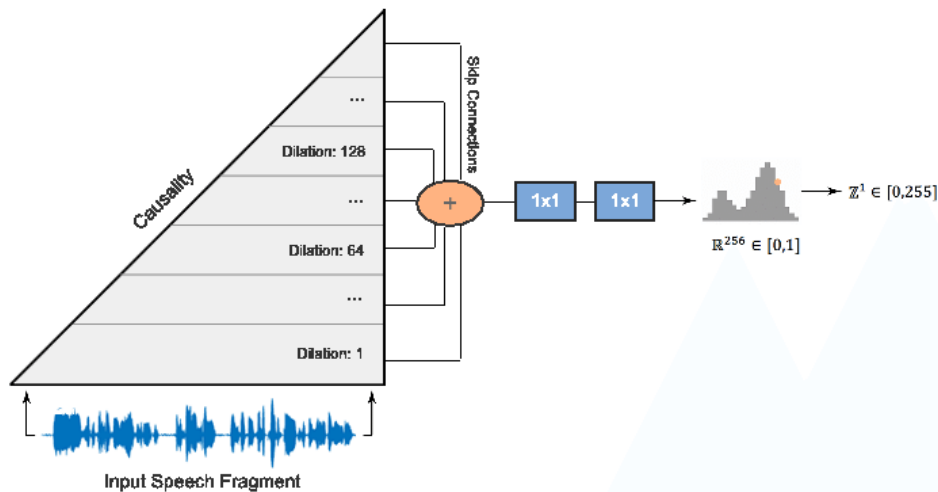 Causality
...
Dilation: 128
...
Dilation: 64
...
Dilation: 1
Skip Connections
+
1x1
1x1
ℝ²⁵⁶ ∈ [0,1]
ℤ¹ ∈ [0,255]
Input Speech Fragment